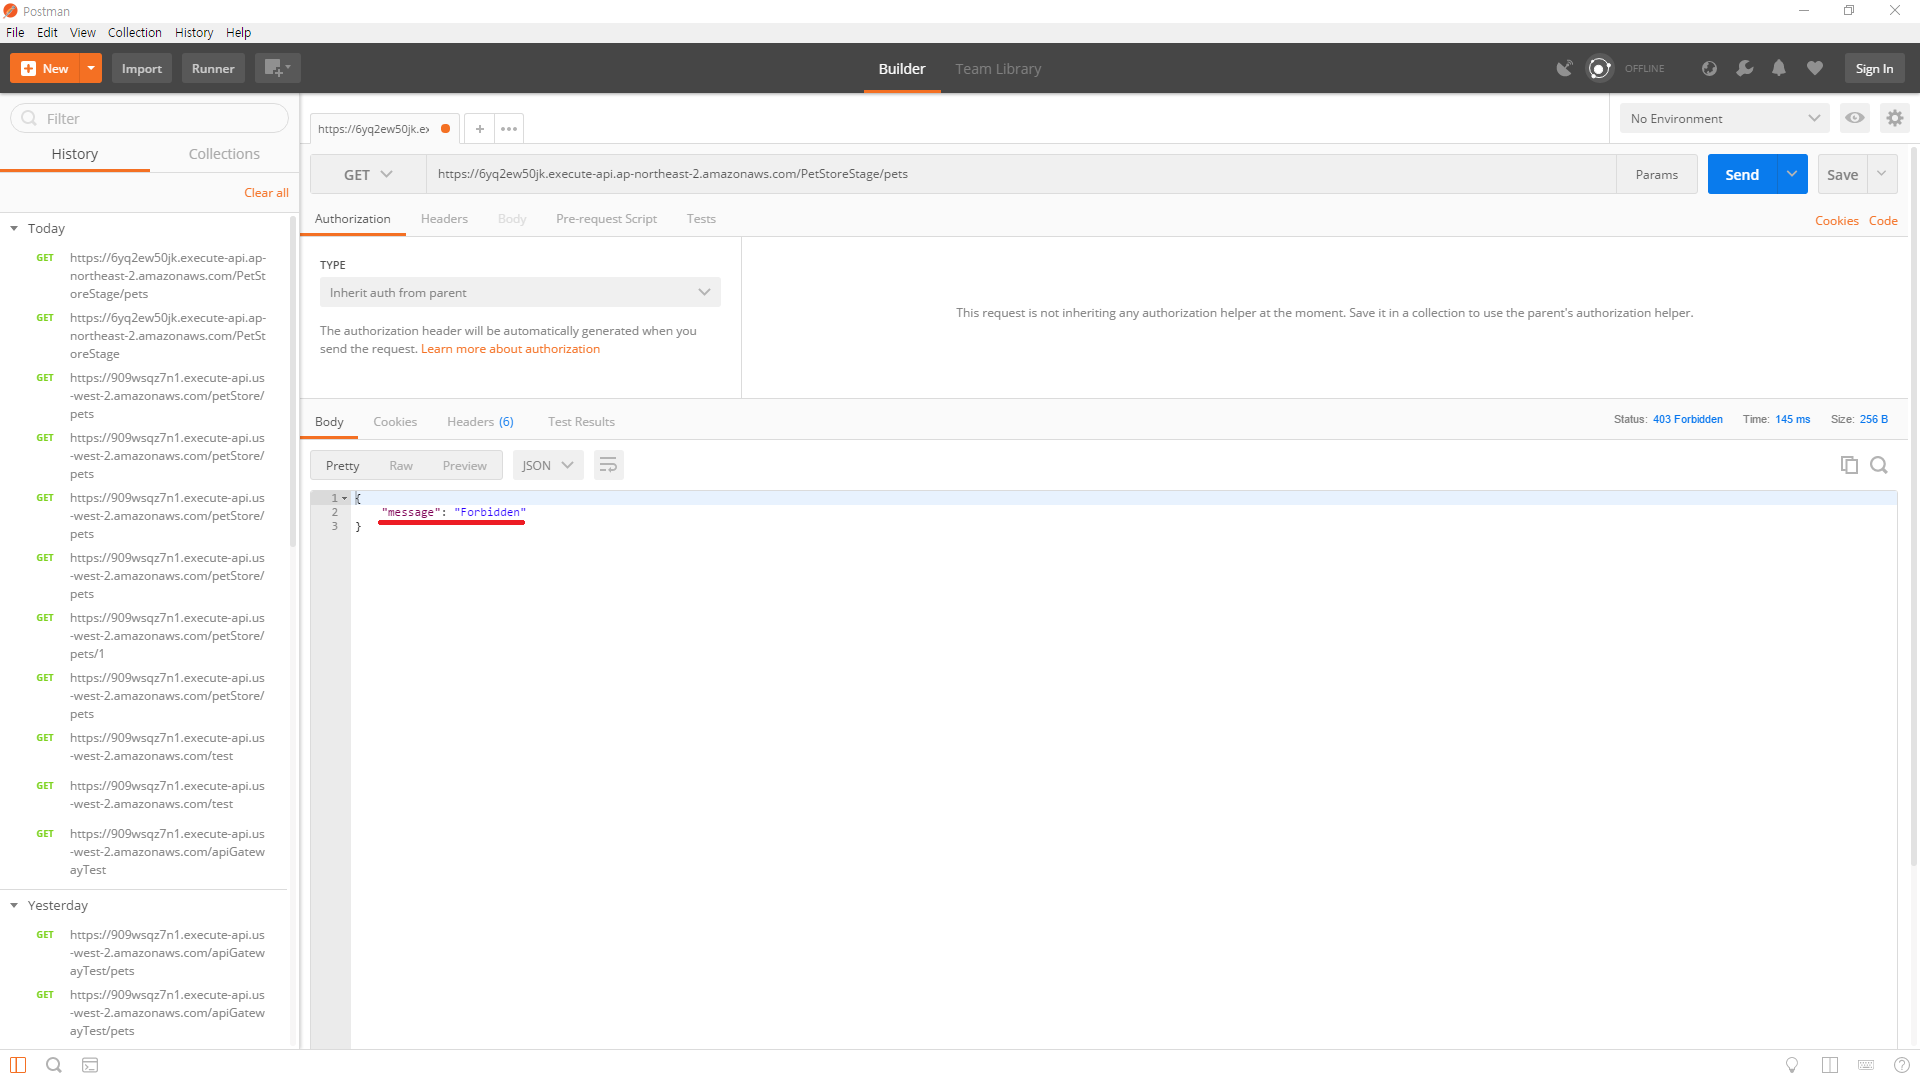 Postman
File Edit View Collection History Help
New Import Runner Builder Team Library OFFLINE Sign In
Filter
History Collections
Clear all
Today
GET https://6yq2ew50jk.execute-api.ap-
northeast-2.amazonaws.com/PetSt
oreStage/pets
GET https://6yq2ew50jk.execute-api.ap-
northeast-2.amazonaws.com/PetSt
oreStage
GET https://909wsqz7n1.execute-api.us
-west-2.amazonaws.com/petStore/
pets
GET https://909wsqz7n1.execute-api.us
-west-2.amazonaws.com/petStore/
pets
GET https://909wsqz7n1.execute-api.us
-west-2.amazonaws.com/petStore/
pets
GET https://909wsqz7n1.execute-api.us
-west-2.amazonaws.com/petStore/
pets
GET https://909wsqz7n1.execute-api.us
-west-2.amazonaws.com/petStore/
pets/1
GET https://909wsqz7n1.execute-api.us
-west-2.amazonaws.com/petStore/
pets
GET https://909wsqz7n1.execute-api.us
-west-2.amazonaws.com/test
GET https://909wsqz7n1.execute-api.us
-west-2.amazonaws.com/test
GET https://909wsqz7n1.execute-api.us
-west-2.amazonaws.com/apiGatew
ayTest
Yesterday
GET https://909wsqz7n1.execute-api.us
-west-2.amazonaws.com/apiGatew
ayTest/pets
GET https://909wsqz7n1.execute-api.us
-west-2.amazonaws.com/apiGatew
ayTest/pets
https://6yq2ew50jk.ex + ••• No Environment
GET https://6yq2ew50jk.execute-api.ap-northeast-2.amazonaws.com/PetStoreStage/pets Params Send Save
Authorization Headers Body Pre-request Script Tests Cookies Code
TYPE
Inherit auth from parent
The authorization header will be automatically generated when you
send the request. Learn more about authorization
This request is not inheriting any authorization helper at the moment. Save it in a collection to use the parent's authorization helper.
Body Cookies Headers (6) Test Results Status: 403 Forbidden Time: 145 ms Size: 256 B
Pretty Raw Preview JSON
1 {
2 "message": "Forbidden"
3 }